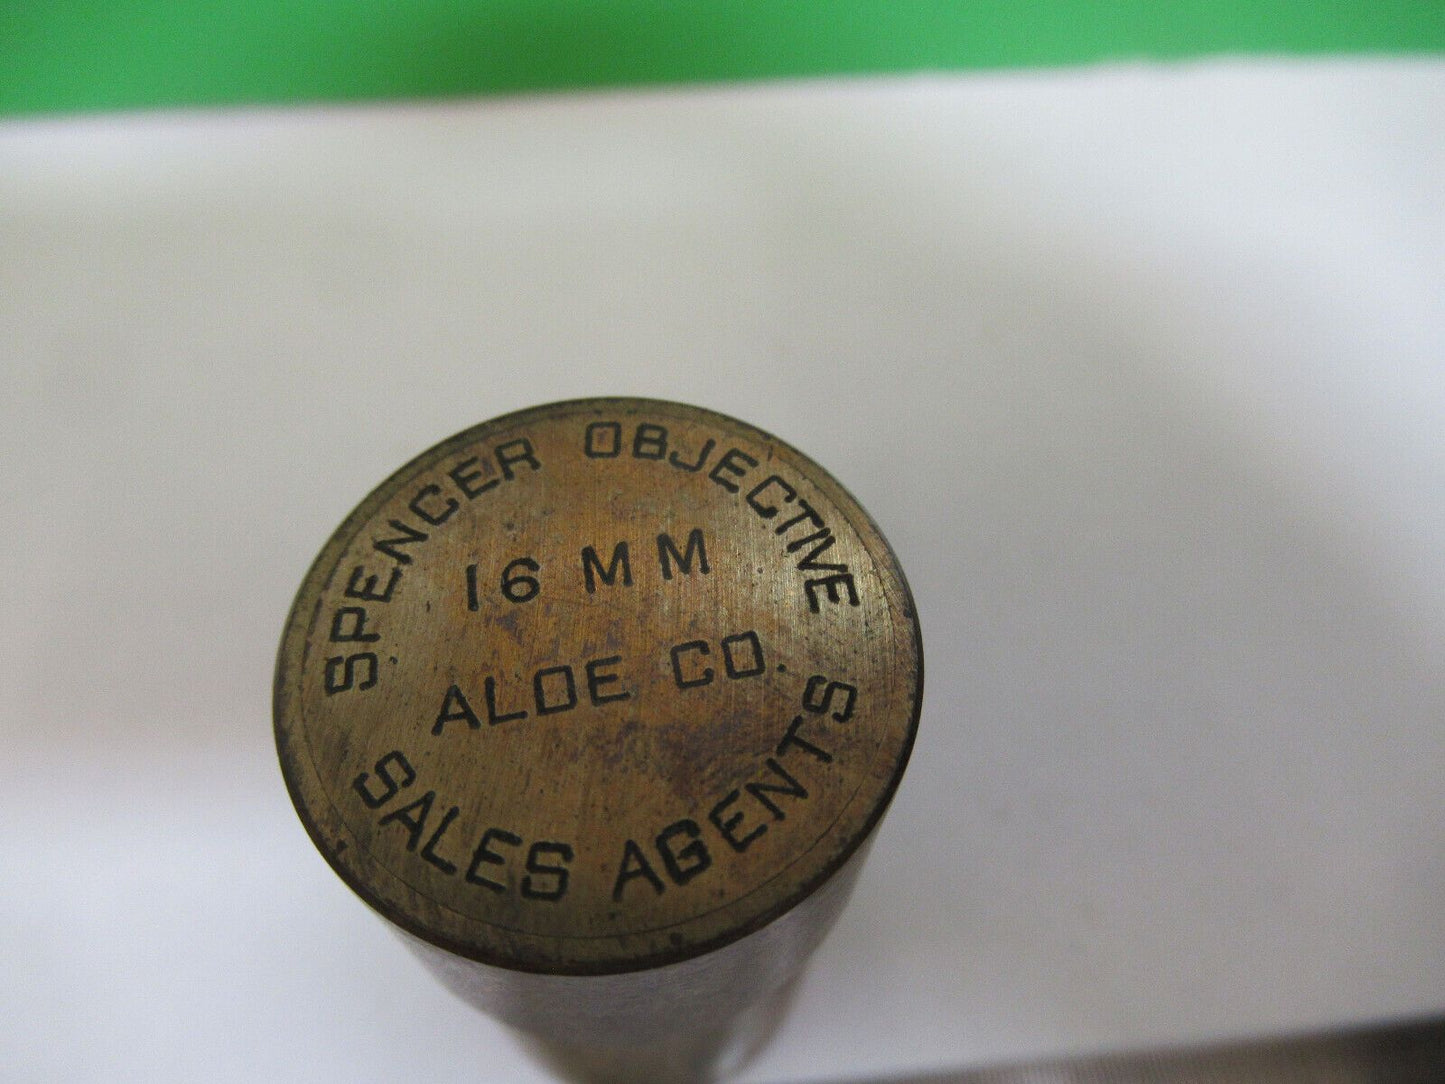 SPENCER OBJECTIVE
16 MM
ALOE CO.
SALES AGENTS